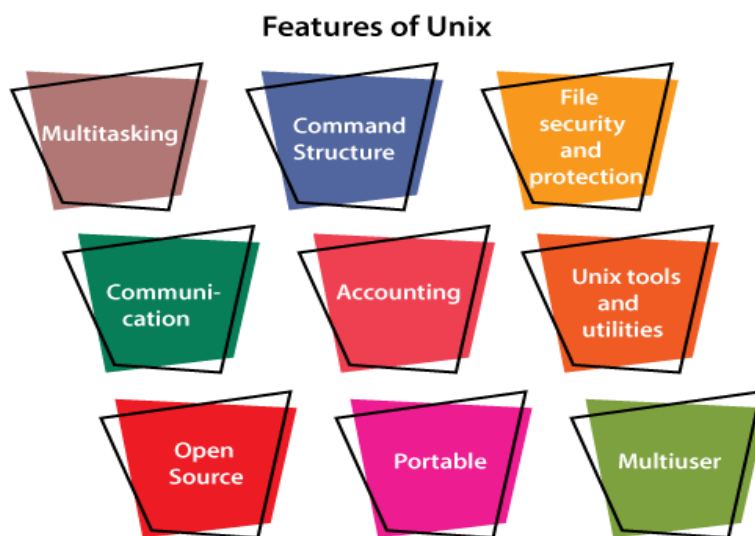 Features of Unix
Multitasking
Command
Structure
File
security
and
protection
Communi-
cation
Accounting
Unix tools
and
utilities
Open
Source
Portable
Multiuser